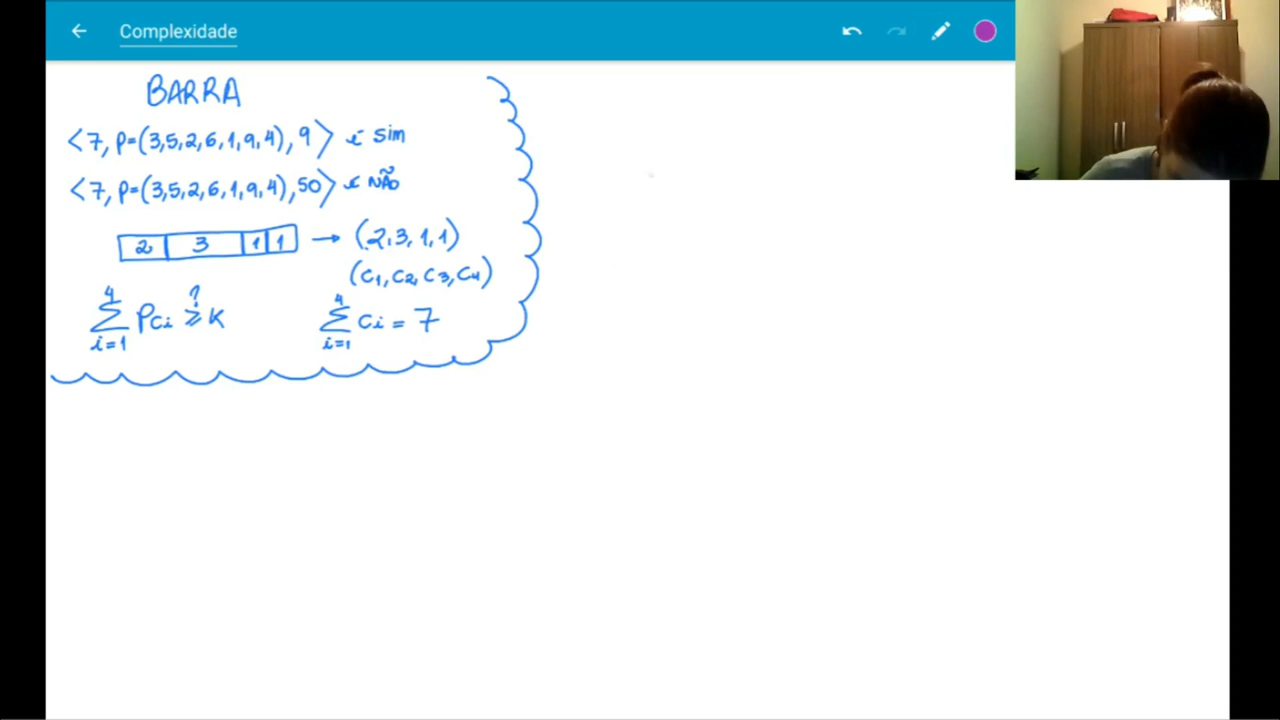 Complexidade
BARRA
⟨7, P=(3,5,2,6,1,9,4), 9⟩ é sim
⟨7, P=(3,5,2,6,1,9,4), 50⟩ é NÃO
2 3 1 1 → (2,3,1,1)
(c1, c2, c3, c4)
4 ∑ i=1 Pci ≥? K
4 ∑ i=1 ci = 7